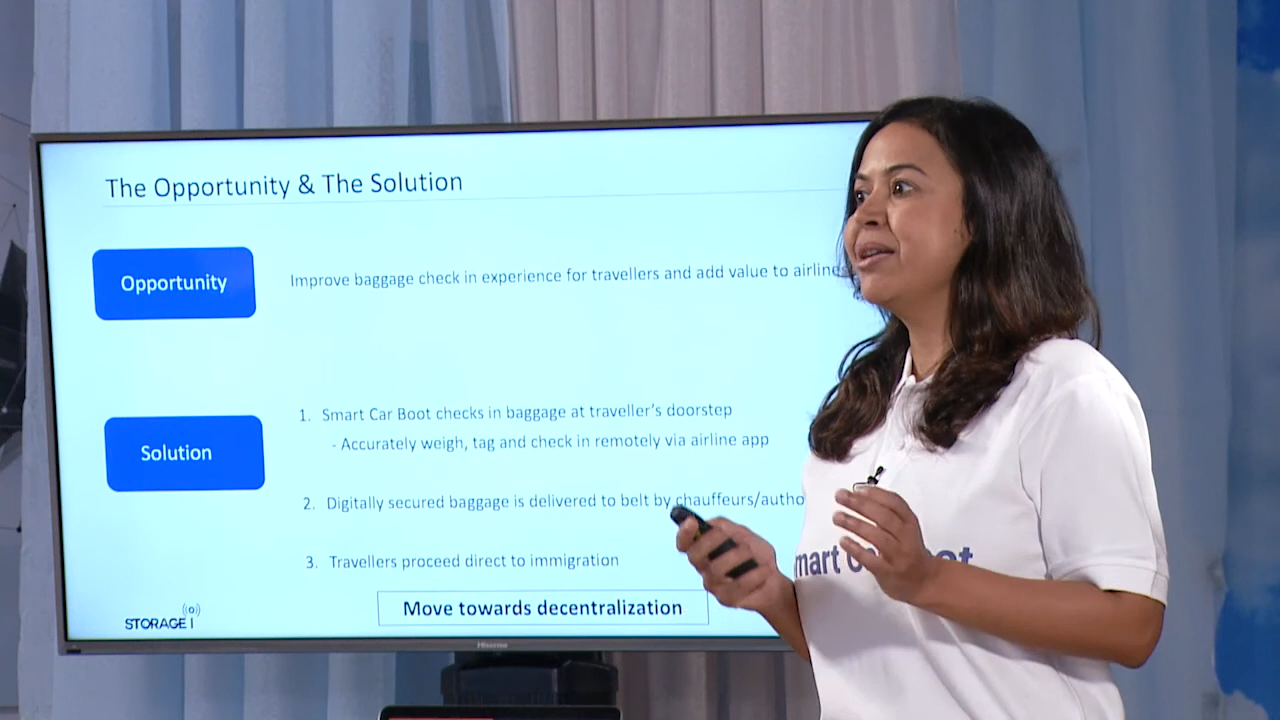 The Opportunity & The Solution
Opportunity
Improve baggage check in experience for travellers and add value to airlines
Solution
1. Smart Car Boot checks in baggage at traveller's doorstep
- Accurately weigh, tag and check in remotely via airline app
2. Digitally secured baggage is delivered to belt by chauffeurs/autho
3. Travellers proceed direct to immigration
Move towards decentralization
STORAGE I
Hisense